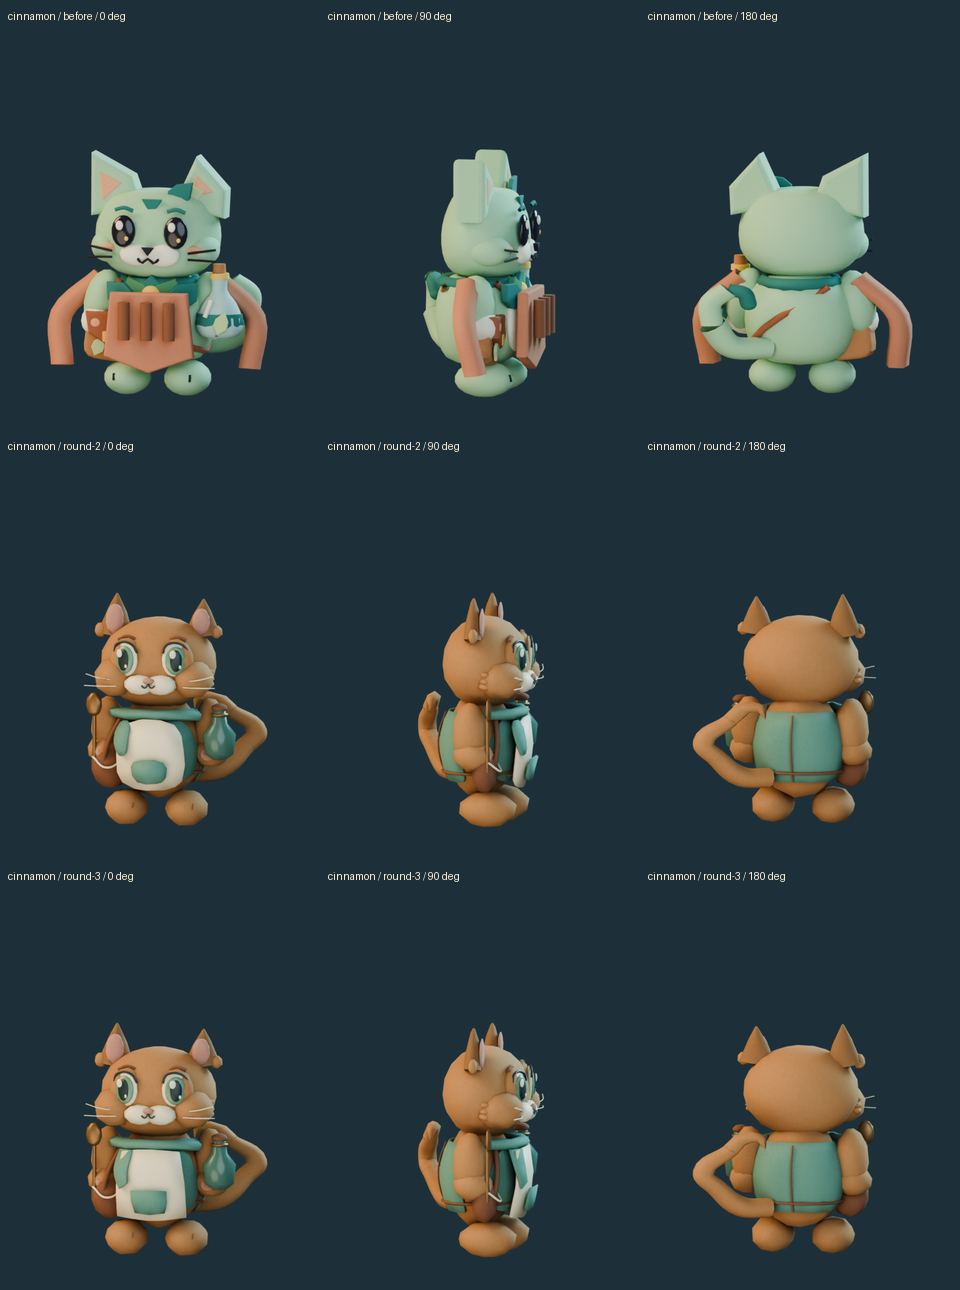 cinnamon / before / 0 deg
cinnamon / before / 90 deg
cinnamon / before / 180 deg
cinnamon / round-2 / 0 deg
cinnamon / round-2 / 90 deg
cinnamon / round-2 / 180 deg
cinnamon / round-3 / 0 deg
cinnamon / round-3 / 90 deg
cinnamon / round-3 / 180 deg